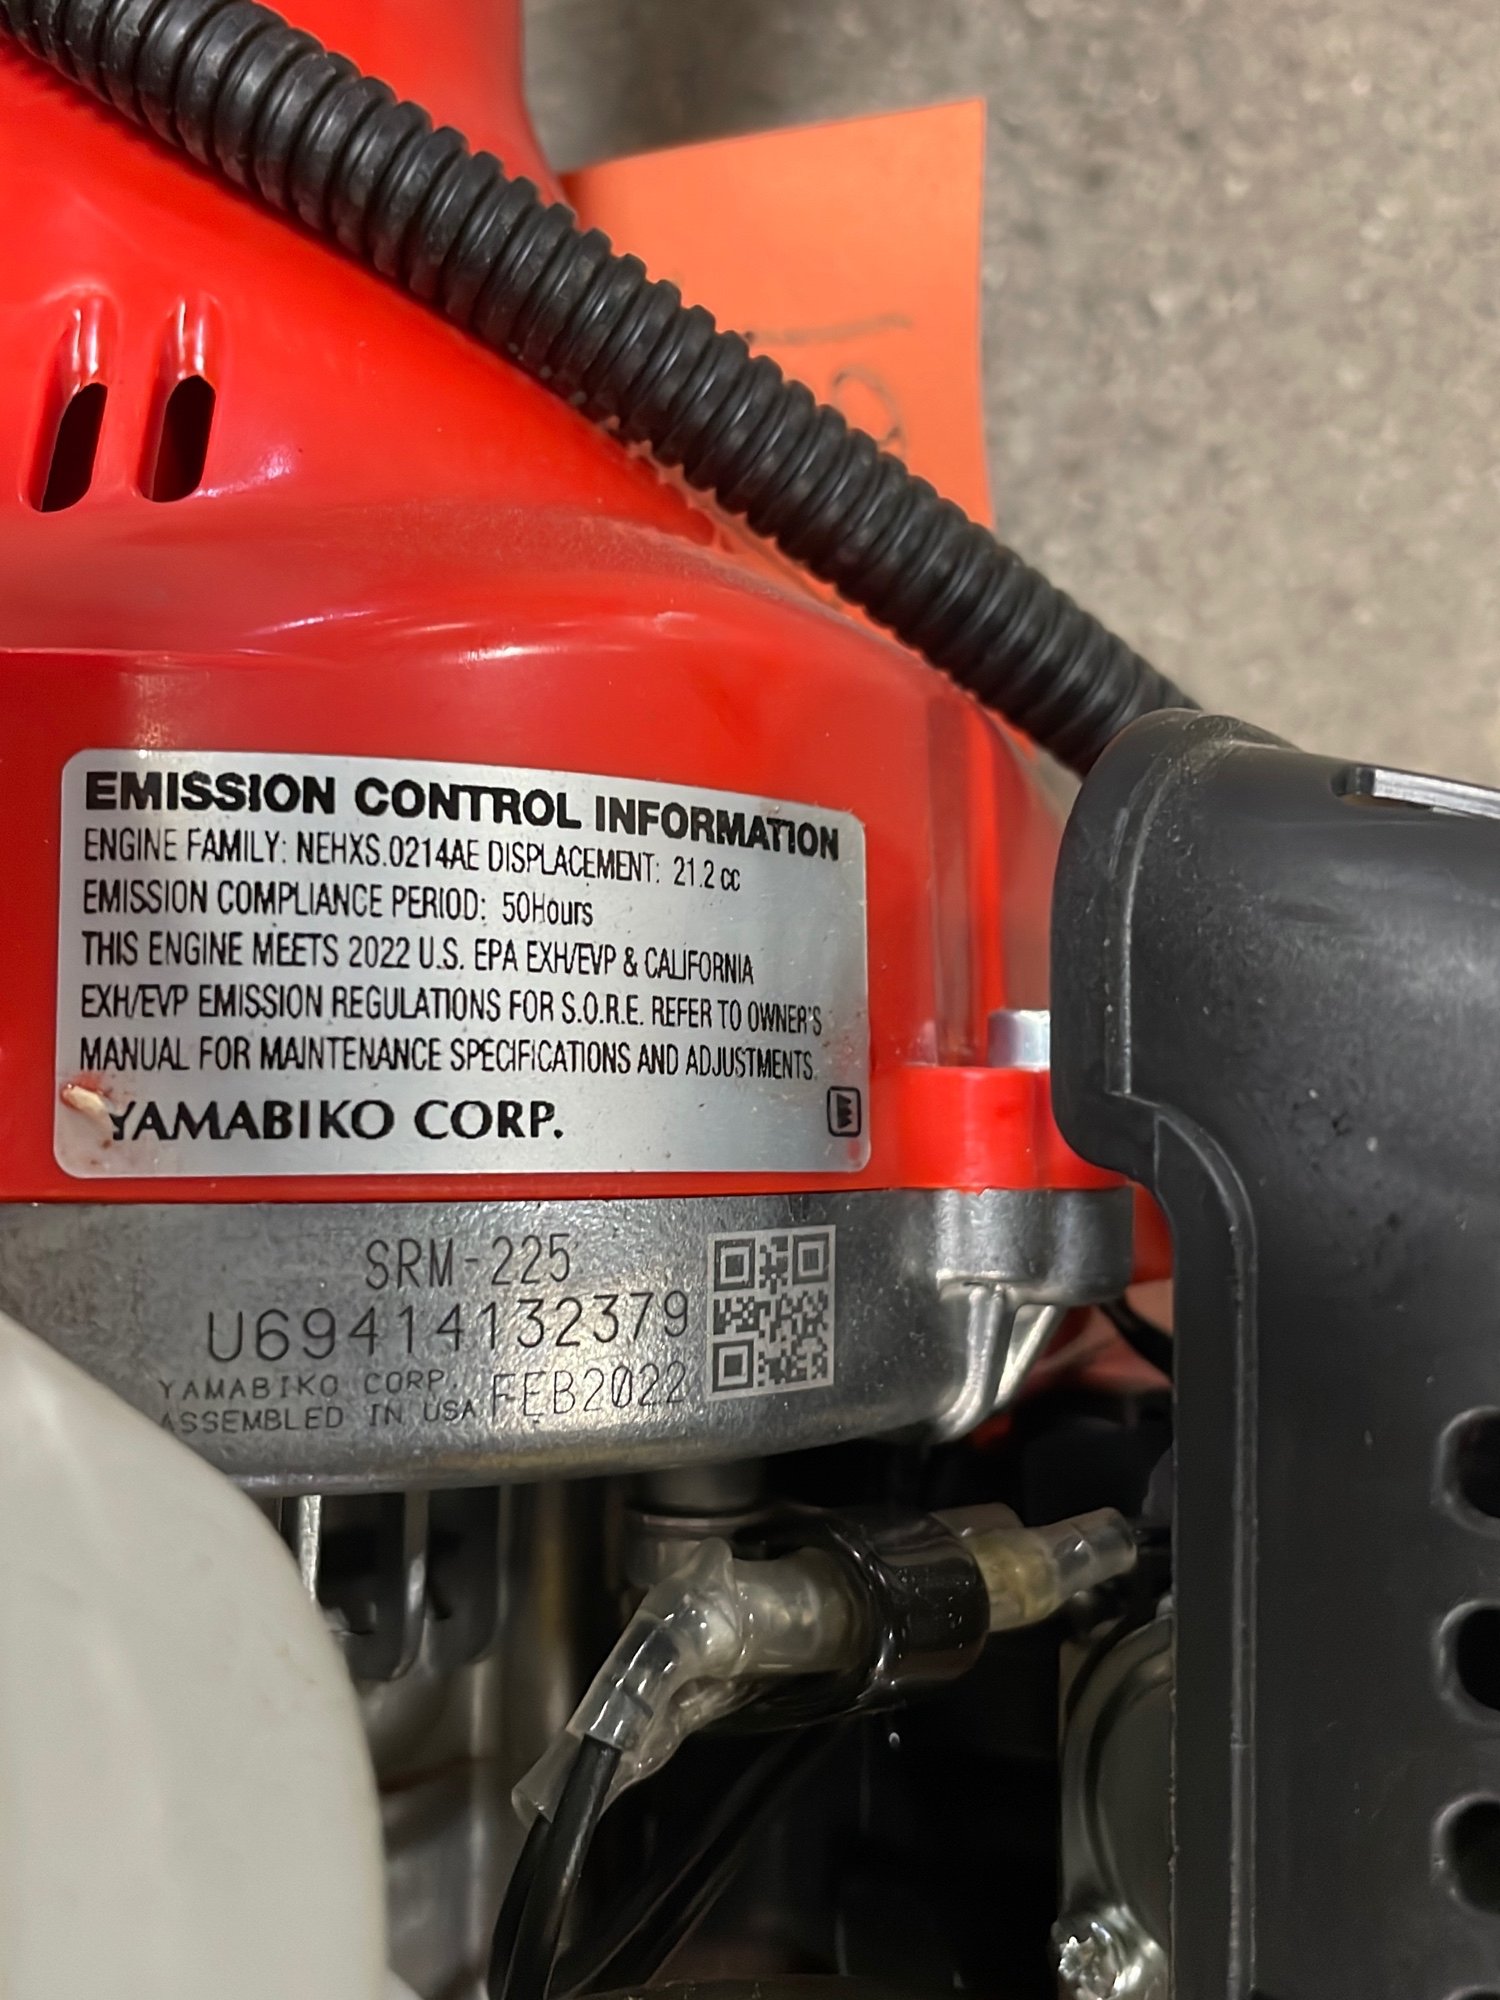 EMISSION CONTROL INFORMATION
ENGINE FAMILY: NEHXS.0214AE DISPLACEMENT: 21.2 cc
EMISSION COMPLIANCE PERIOD: 50Hours
THIS ENGINE MEETS 2022 U.S. EPA EXH/EVP & CALIFORNIA
EXH/EVP EMISSION REGULATIONS FOR S.O.R.E. REFER TO OWNER'S
MANUAL FOR MAINTENANCE SPECIFICATIONS AND ADJUSTMENTS.
YAMABIKO CORP.
SRM-225
U69414132379
YAMABIKO CORP. FEB2022
ASSEMBLED IN USA